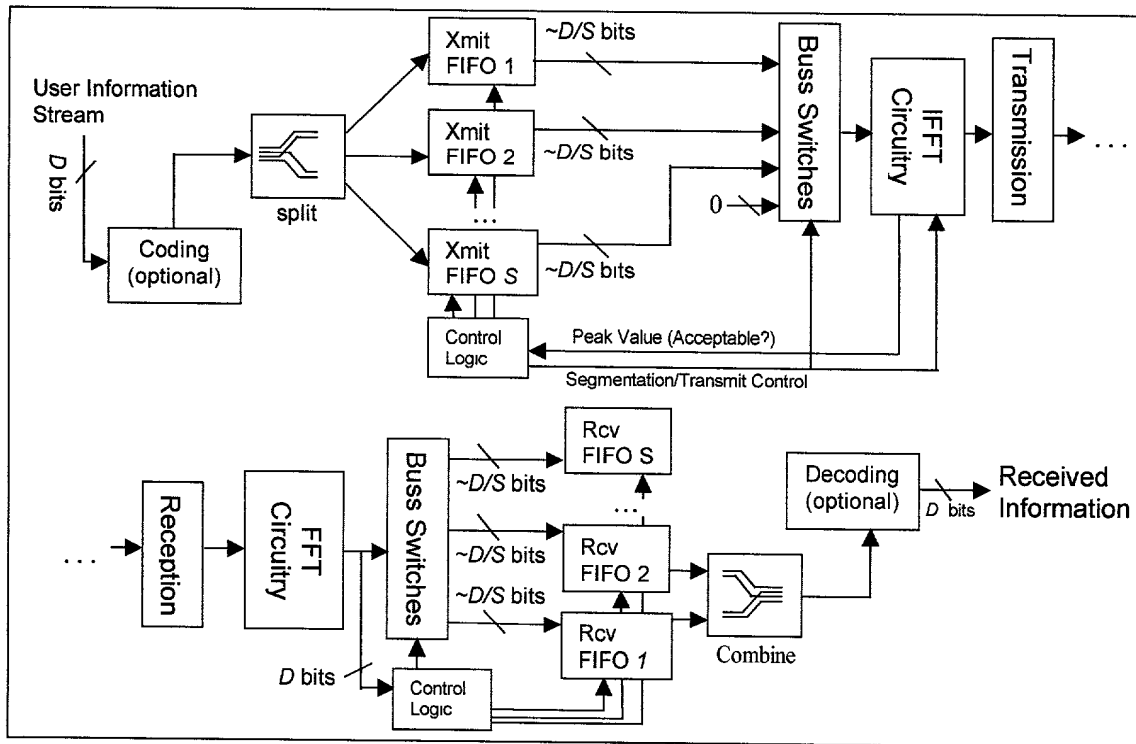 User Information
Stream
D bits
Coding
(optional)
split
Xmit
FIFO 1
Xmit
FIFO 2
...
Xmit
FIFO S
Control
Logic
~D/S bits
~D/S bits
~D/S bits
0
Buss Switches
IFFT
Circuitry
Transmission
...
Peak Value (Acceptable?)
Segmentation/Transmit Control
...
Reception
FFT
Circuitry
D bits
Buss Switches
Control
Logic
~D/S bits
~D/S bits
~D/S bits
Rcv
FIFO S
...
Rcv
FIFO 2
Rcv
FIFO 1
Combine
Decoding
(optional)
D bits
Received
Information